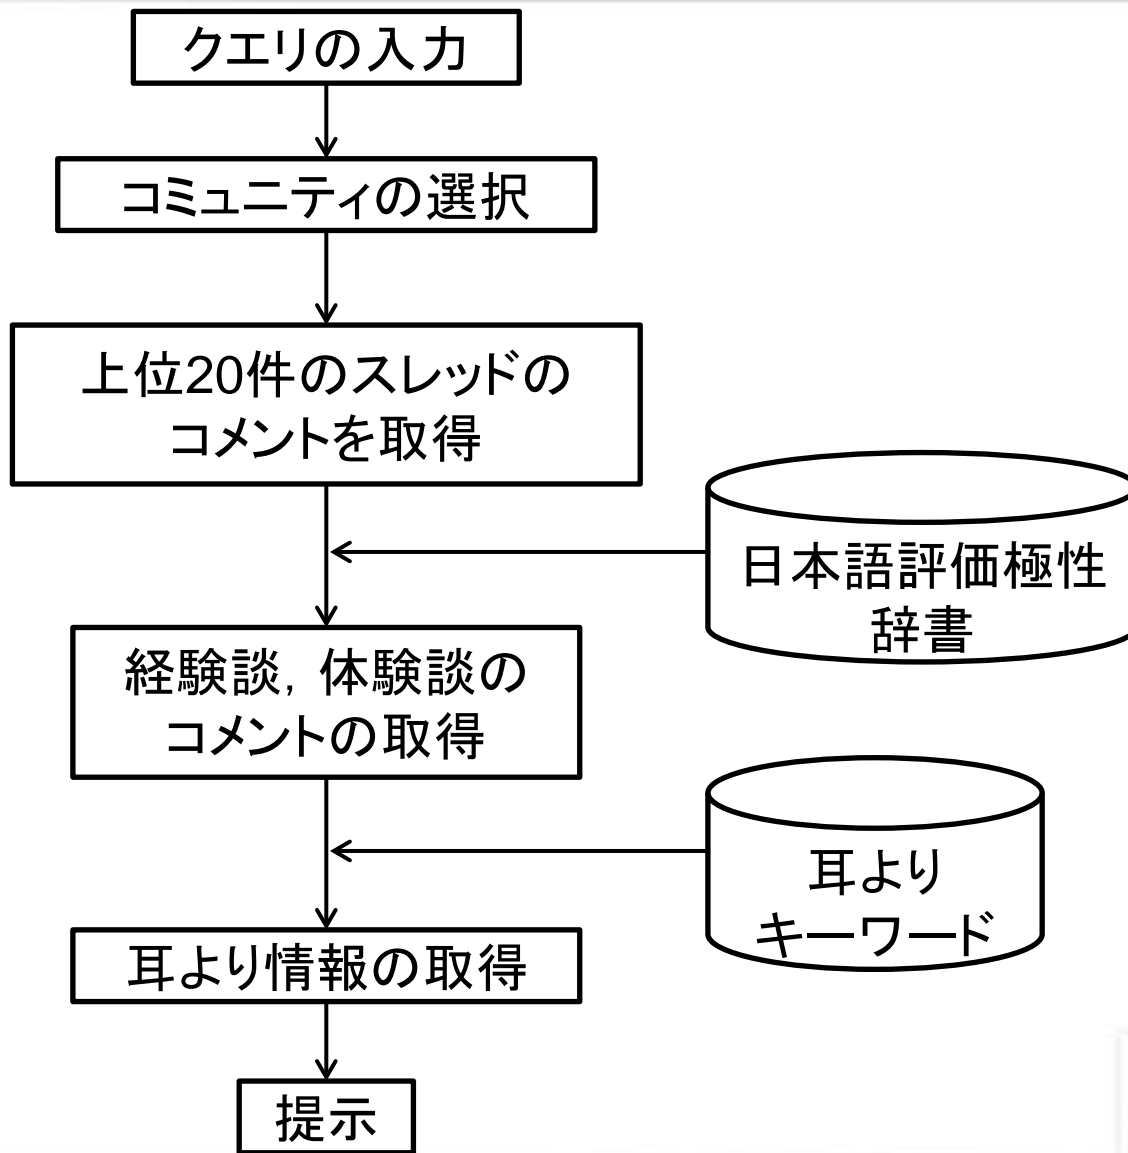 クエリの入力
コミュニティの選択
上位20件のスレッドの
コメントを取得
日本語評価極性
辞書
経験談, 体験談の
コメントの取得
耳より
キーワード
耳より情報の取得
提示